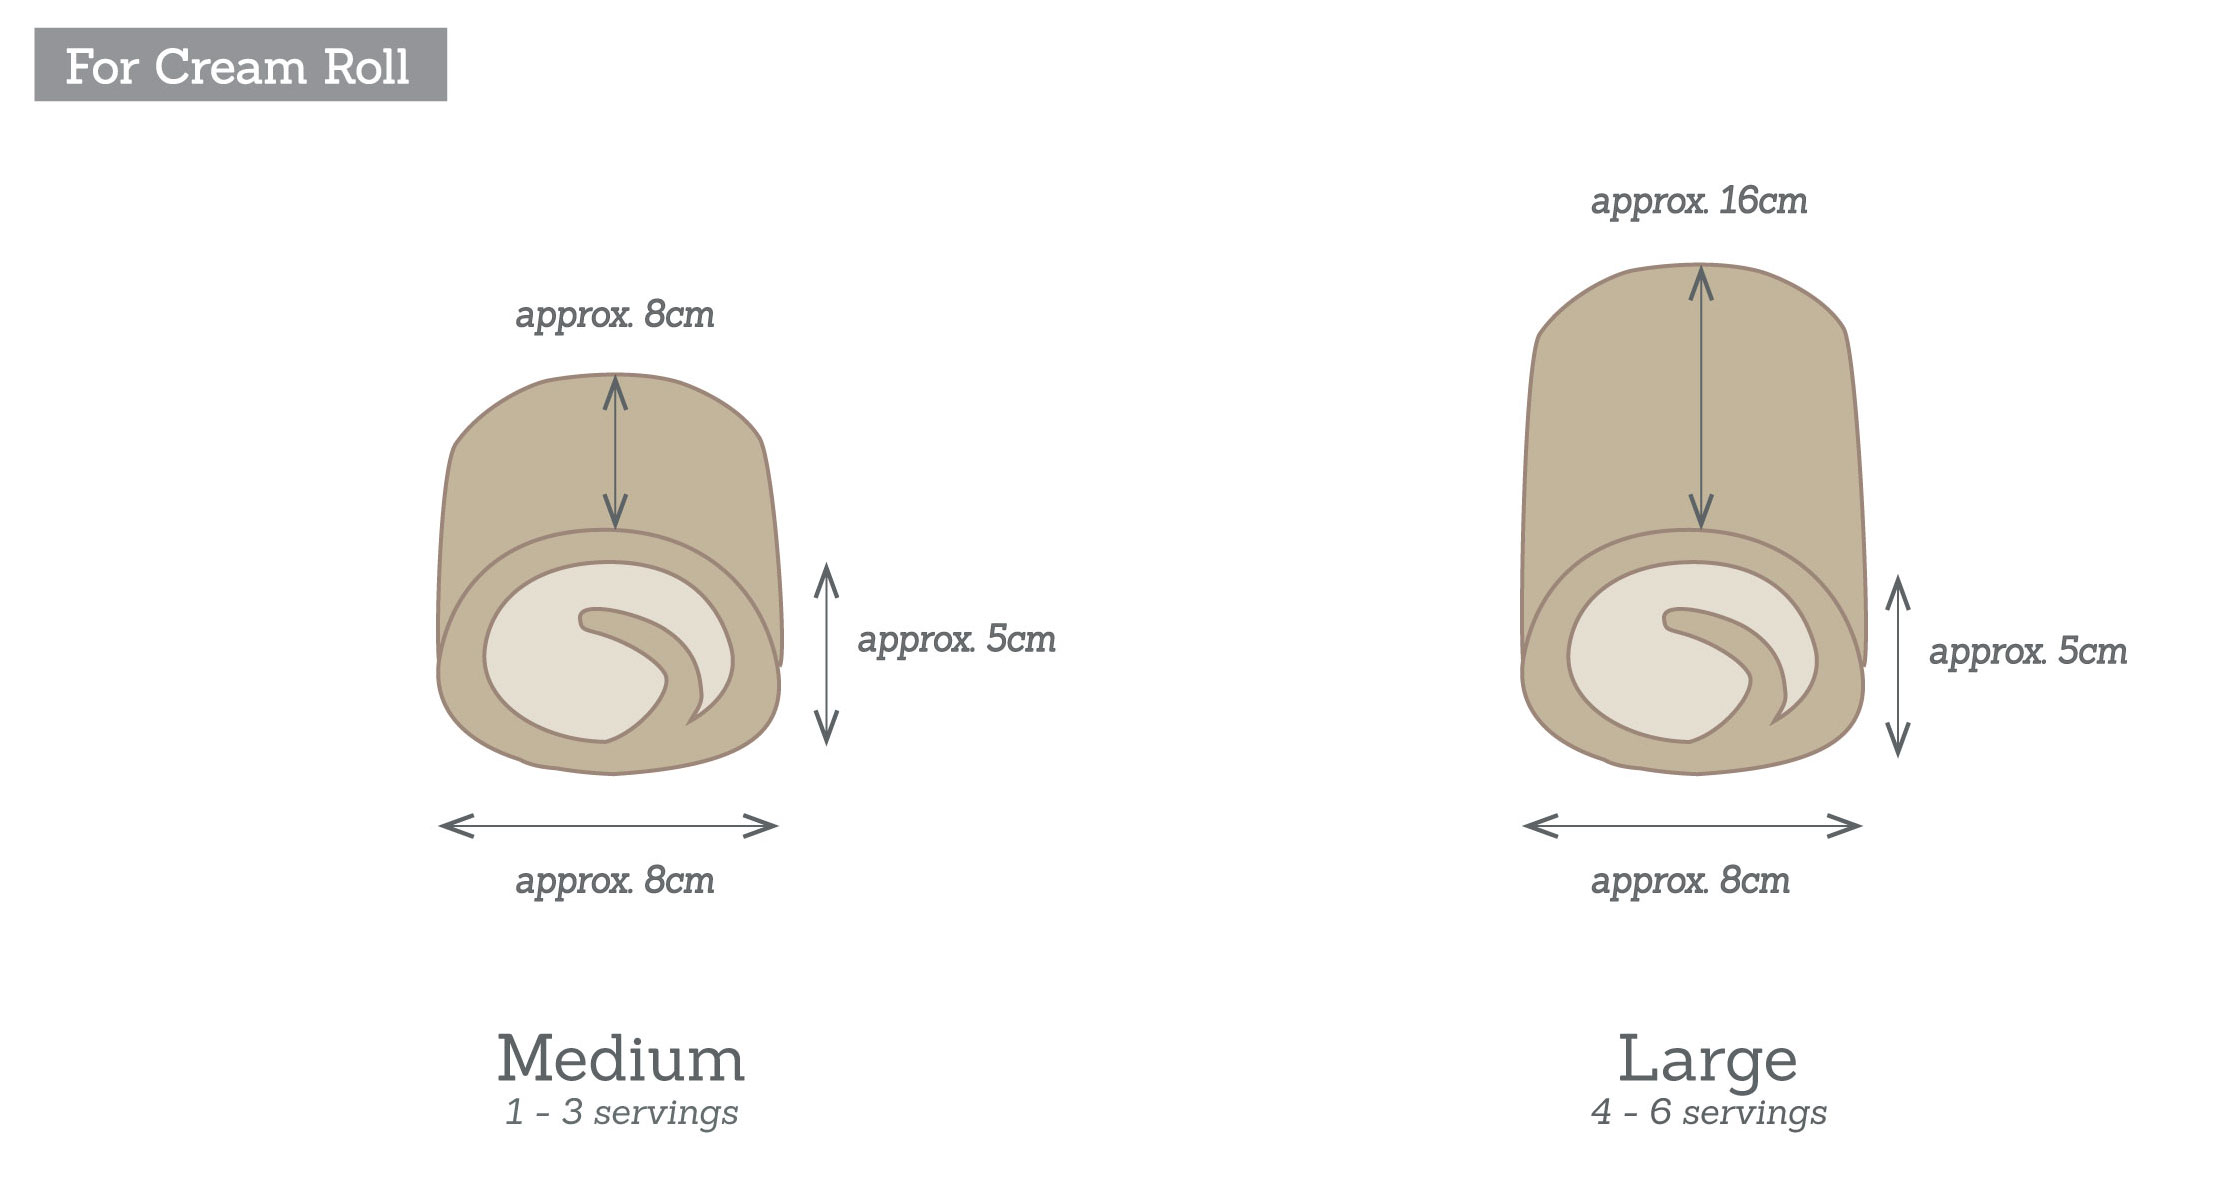 For Cream Roll
approx. 16cm
approx. 8cm
approx. 5cm
approx. 5cm
approx. 8cm
approx. 8cm
Medium
1 - 3 servings
Large
4 - 6 servings